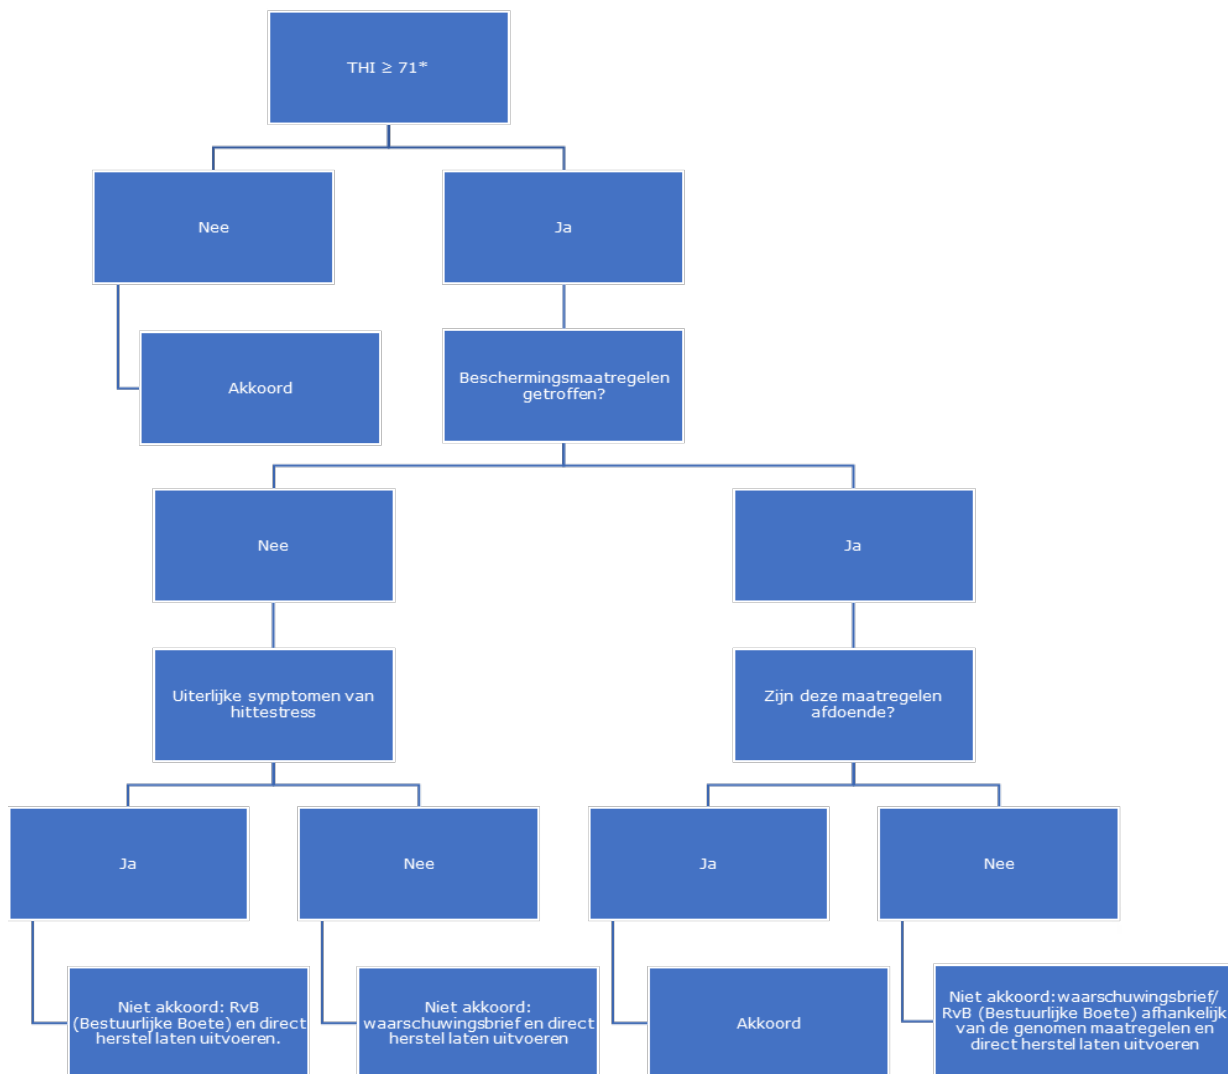 THI ≥ 71*
Nee
Ja
Akkoord
Beschermingsmaatregelen
getroffen?
Nee
Ja
Uiterlijke symptomen van
hittestress
Zijn deze maatregelen
afdoende?
Ja
Nee
Ja
Nee
Niet akkoord: RvB
(Bestuurlijke Boete) en direct
herstel laten uitvoeren.
Niet akkoord:
waarschuwingsbrief en direct
herstel laten uitvoeren
Akkoord
Niet akkoord:waarschuwingsbrief/
RvB (Bestuurlijke Boete) afhankelijk
van de genomen maatregelen en
direct herstel laten uitvoeren